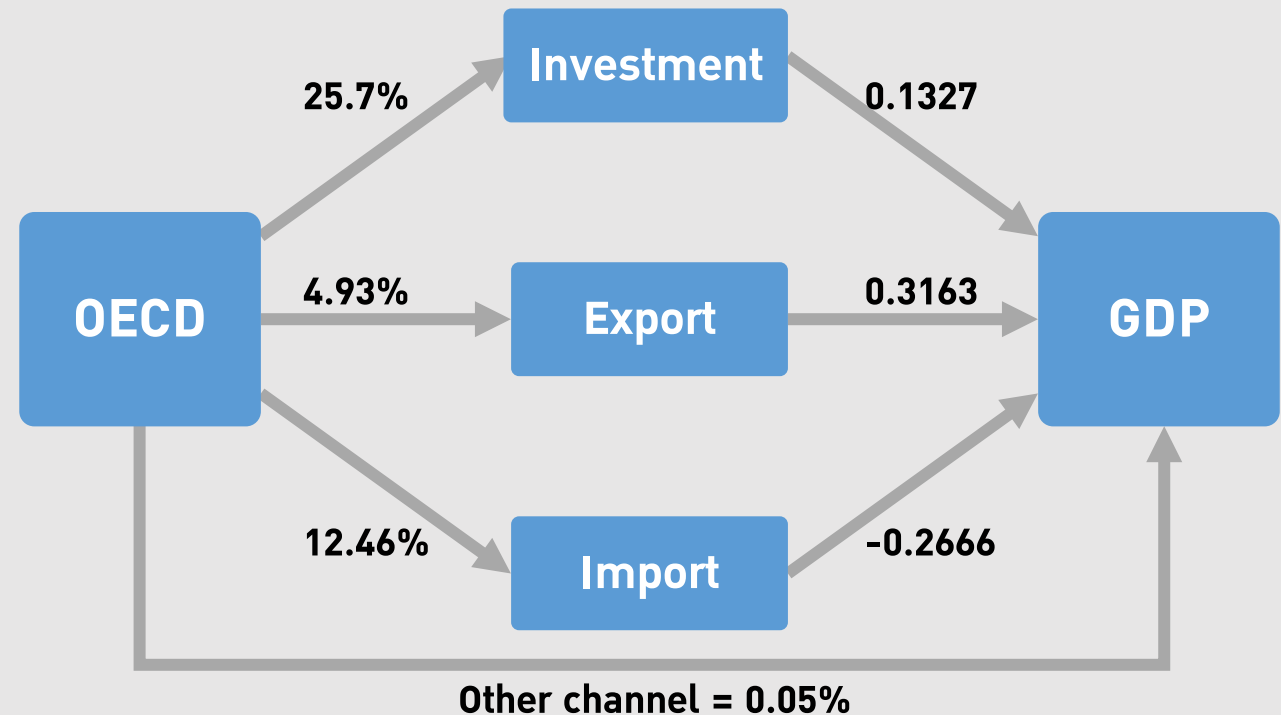 Investment
25.7%
0.1327
OECD
4.93%
Export
0.3163
GDP
12.46%
Import
-0.2666
Other channel = 0.05%